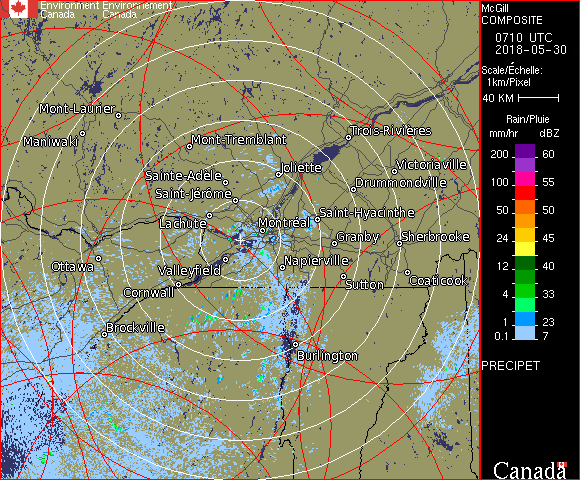 Environment Environnement
Canada Canada
McGill
COMPOSITE
0710 UTC
2018-05-30
Scale/Échelle:
1km/Pixel
40 KM
Rain/Pluie
mm/hr dBZ
200 60
100 55
50 50
24 45
12 40
4 33
1 23
0.1 7
PRECIPET
Mont-Laurier
Maniwaki
Mont-Tremblant
Trois-Rivières
Sainte-Adèle
Joliette
Victoriaville
Saint-Jérôme
Drummondville
Lachute
Montréal
Saint-Hyacinthe
Granby
Sherbrooke
Ottawa
Valleyfield
Napierville
Cornwall
Sutton
Coaticook
Brockville
Burlington
Canada